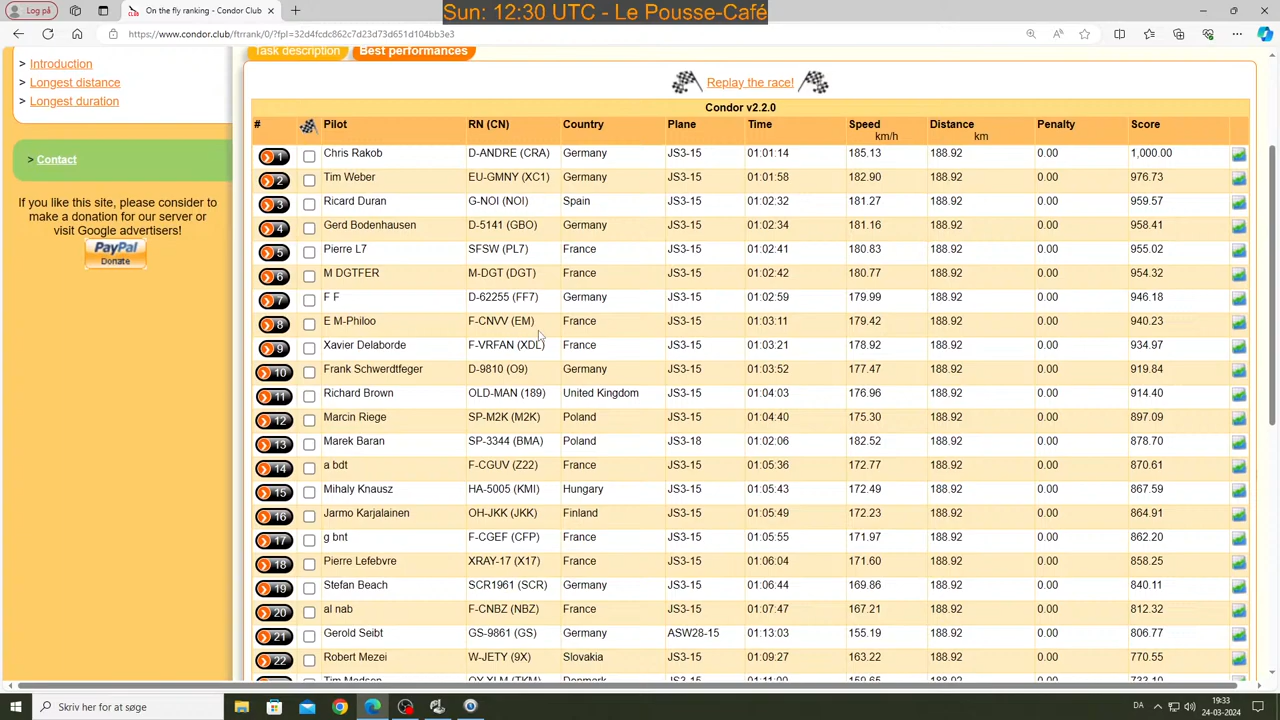 Sun: 12:30 UTC - Le Pousse-Café
Log på
On the fly ranking - Condor Club
https://www.condor.club/ftrrank/0/?fpl=32d4fcdc862c7d23d73d651d104bb3e3
Task description Best performances
> Introduction
> Longest distance
> Longest duration
> Contact
If you like this site, please consider to
make a donation for our server or
visit Google advertisers!
PayPal
Donate
Replay the race!
Condor v2.2.0
# Pilot RN (CN) Country Plane Time Speed Distance Penalty Score
km/h km
1 Chris Rakob D-ANDRE (CRA) Germany JS3-15 01:01:14 185.13 188.92 0.00 1,000.00
2 Tim Weber EU-GMNY (XC1) Germany JS3-15 01:01:58 182.90 188.92 0.00 976.73
3 Ricard Duran G-NOI (NOI) Spain JS3-15 01:02:32 181.27 188.92 0.00 959.57
4 Gerd Bodenhausen D-5141 (GBO) Germany JS3-15 01:02:34 181.16 188.92 0.00 958.41
5 Pierre L7 SFSW (PL7) France JS3-15 01:02:41 180.83 188.92 0.00 955.02
6 M DGTFER M-DGT (DGT) France JS3-15 01:02:42 180.77 188.92 0.00 954.32
7 F F D-62255 (FF7) Germany JS3-15 01:02:59 179.99 188.92 0.00 946.18
8 E M-Philoo F-CNVV (EM) France JS3-15 01:03:11 179.42 188.92 0.00 940.23
9 Xavier Delaborde F-VRFAN (XDL) France JS3-15 01:03:21 178.92 188.92 0.00 934.97
10 Frank Schwerdtfeger D-9810 (O9) Germany JS3-15 01:03:52 177.47 188.92 0.00 919.84
11 Richard Brown OLD-MAN (189) United Kingdom JS3-15 01:04:03 176.96 188.92 0.00 914.40
12 Marcin Riege SP-M2K (M2K) Poland JS3-15 01:04:40 175.30 188.92 0.00 897.09
13 Marek Baran SP-3344 (BMA) Poland JS3-18 01:02:06 182.52 188.92 0.00 878.70
14 a bdt F-CGUV (Z22) France JS3-15 01:05:36 172.77 188.92 0.00 870.61
15 Mihaly Knausz HA-5005 (KMI) Hungary JS3-15 01:05:43 172.49 188.92 0.00 867.59
16 Jarmo Karjalainen OH-JKK (JKK) Finland JS3-15 01:05:49 172.23 188.92 0.00 864.91
17 g bnt F-CGEF (CFP) France JS3-15 01:05:55 171.97 188.92 0.00 862.20
18 Pierre Lefebvre XRAY-17 (X17) France JS3-15 01:06:04 171.60 188.92 0.00 858.25
19 Stefan Beach SCR1961 (SCR) Germany JS3-15 01:06:44 169.86 188.92 0.00 840.11
20 al nab F-CNBZ (NBZ) France JS3-15 01:07:47 167.21 188.92 0.00 812.32
21 Gerold Seibt GS-9861 (GS) Germany ASW28-15 01:13:03 155.19 188.92 0.00 806.77
22 Robert Mezei W-JETY (9X) Slovakia JS3-15 01:09:27 163.22 188.92 0.00 770.55
Tim Madsen OY-XLM (TKM) Denmark JS3-15 01:11:00 159.65 188.92 0.00 733.10
Skriv her for at søge
DA
19:33
24-03-2024